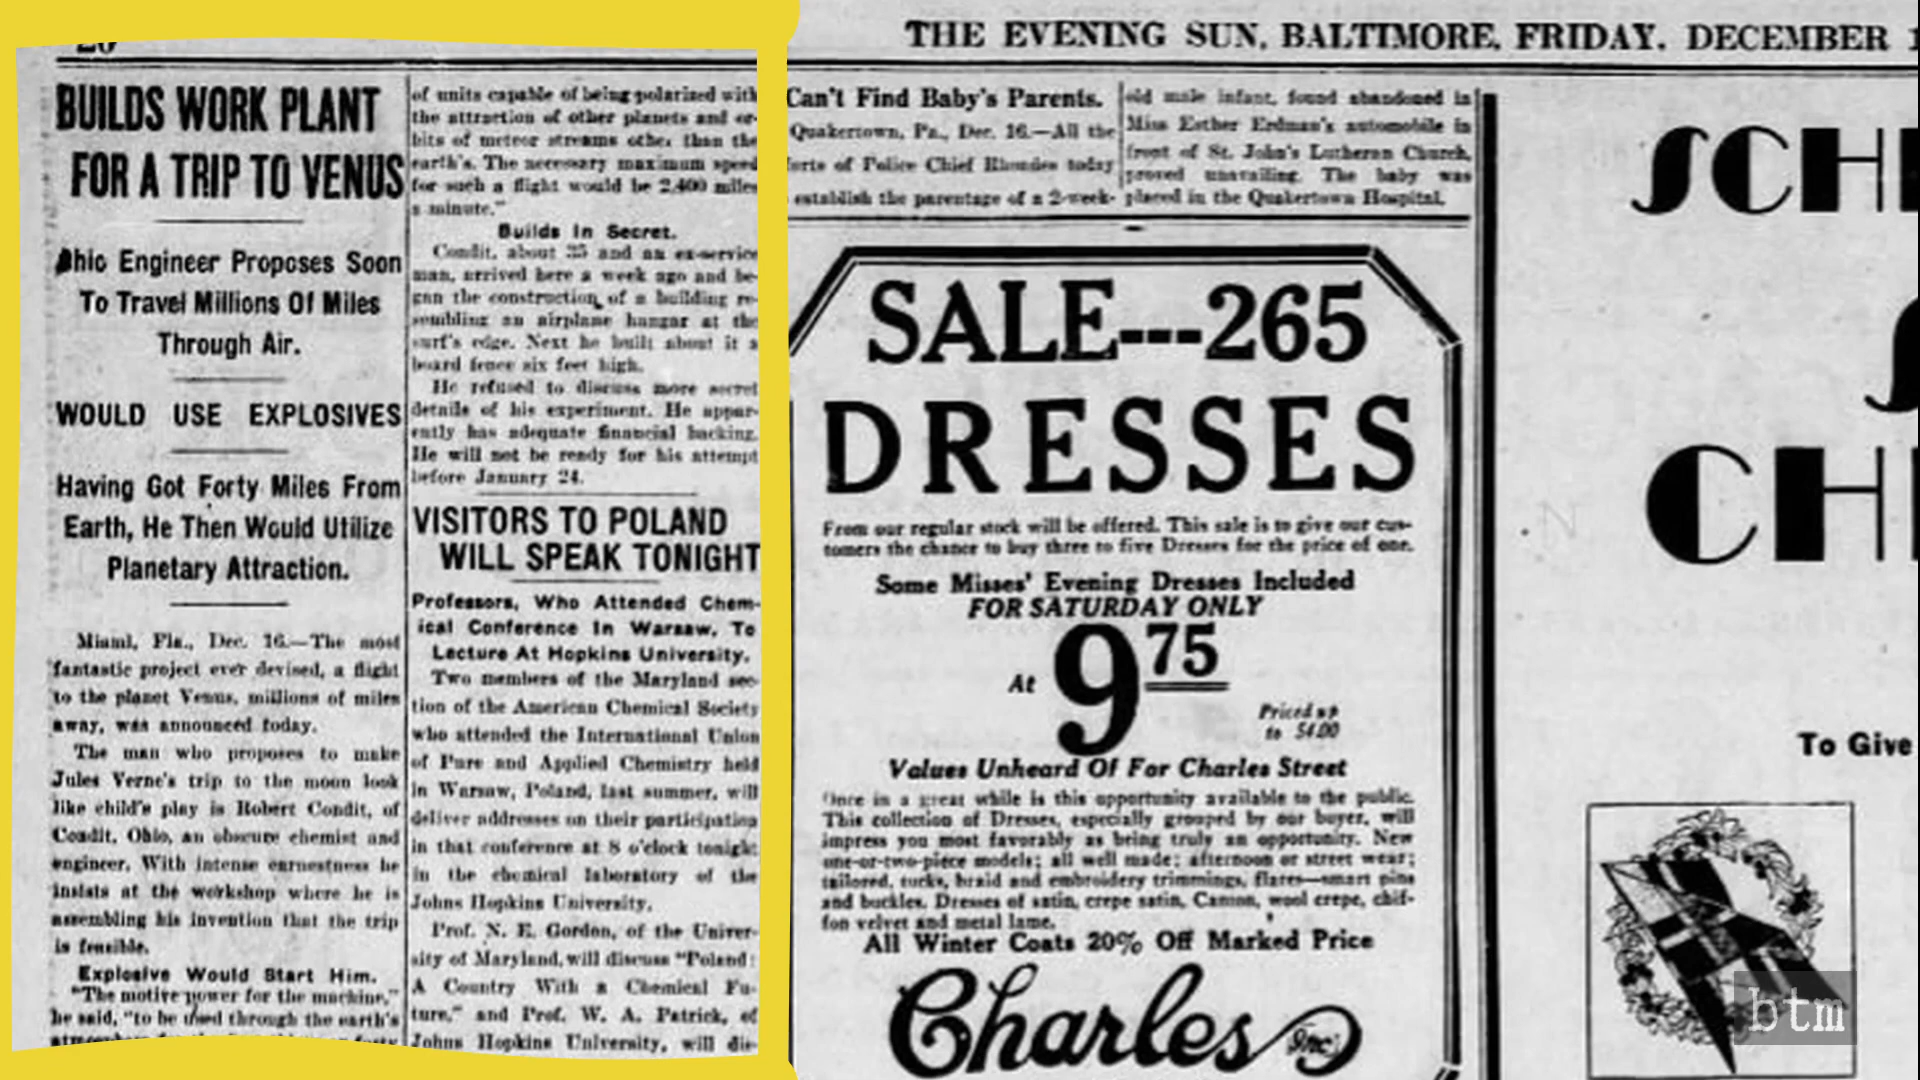 THE EVENING SUN, BALTIMORE, FRIDAY, DECEMBER 1
BUILDS WORK PLANT
FOR A TRIP TO VENUS
Ohio Engineer Proposes Soon
To Travel Millions Of Miles
Through Air.
WOULD USE EXPLOSIVES
Having Got Forty Miles From
Earth, He Then Would Utilize
Planetary Attraction.
Miami, Fla., Dec. 16.—The most
fantastic project ever devised, a flight
to the planet Venus, millions of miles
away, was announced today.
The man who proposes to make
Jules Verne's trip to the moon look
like child's play is Robert Condit, of
Condit, Ohio, an obscure chemist and
engineer. With intense earnestness he
insists at the workshop where he is
assembling his invention that the trip
is feasible.
Explosive Would Start Him.
"The motive power for the machine,"
he said, "to be used through the earth's
of units capable of being polarized with
the attraction of other planets and or-
bits of meteor streams other than the
earth's. The necessary maximum speed
for such a flight would be 2,400 miles
a minute."
Builds In Secret.
Condit, about 35 and an ex-service
man, arrived here a week ago and be-
gan the construction of a building re-
sembling an airplane hangar at the
surf's edge. Next he built about it a
board fence six feet high.
He refused to discuss more secret
details of his experiment. He appar-
ently has adequate financial backing.
He will not be ready for his attempt
before January 24.
VISITORS TO POLAND
WILL SPEAK TONIGHT
Professors, Who Attended Chem-
ical Conference In Warsaw, To
Lecture At Hopkins University.
Two members of the Maryland sec-
tion of the American Chemical Society
who attended the International Union
of Pure and Applied Chemistry held
in Warsaw, Poland, last summer, will
deliver addresses on their participation
in that conference at 8 o'clock tonight
in the chemical laboratory of the
Johns Hopkins University.
Prof. N. E. Gordon, of the Univer-
sity of Maryland, will discuss "Poland:
A Country With a Chemical Fu-
ture," and Prof. W. A. Patrick, of
Johns Hopkins University, will dis-
Can't Find Baby's Parents.
Quakertown, Pa., Dec. 16.—All the
forts of Police Chief Rhoades today
establish the parentage of a 2-week-
old male infant, found abandoned in
Miss Esther Erdman's automobile in
front of St. John's Lutheran Church,
proved unavailing. The baby was
placed in the Quakertown Hospital.
SALE---265
DRESSES
From our regular stock will be offered. This sale is to give our cus-
tomers the chance to buy three to five Dresses for the price of one.
Some Misses' Evening Dresses Included
FOR SATURDAY ONLY
At 9 75
Priced up
to 54.00
Values Unheard Of For Charles Street
Once in a great while is this opportunity available to the public.
This collection of Dresses, especially grouped by our buyer, will
impress you most favorably as being truly an opportunity. New
one-or-two-piece models; all well made; afternoon or street wear;
tailored, tucks, braid and embroidery trimmings, flares—smart pins
and buckles. Dresses of satin, crepe satin, Canton, wool crepe, chif-
fon velvet and metal lame.
All Winter Coats 20% Off Marked Price
Charles Inc
SCH
S
CH
To Give
btm